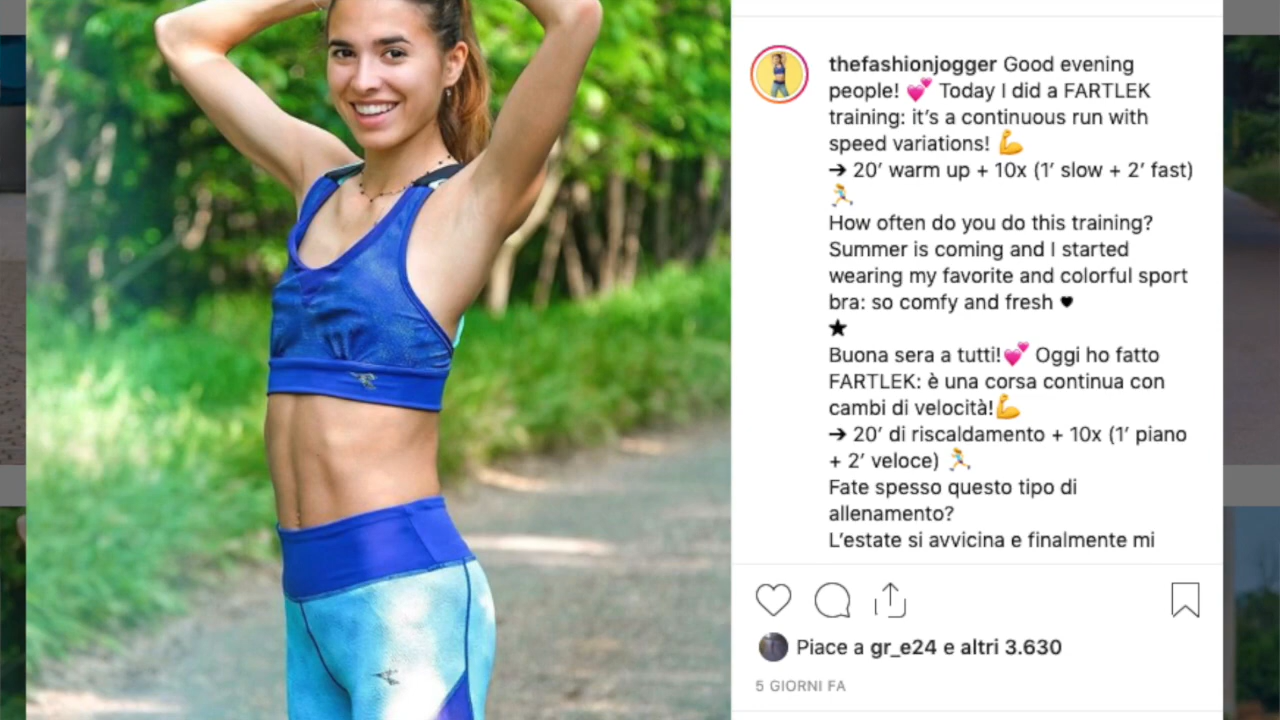 thefashionjogger Good evening
people! 💕 Today I did a FARTLEK
training: it's a continuous run with
speed variations! 💪
➔ 20' warm up + 10x (1' slow + 2' fast)
🏃
How often do you do this training?
Summer is coming and I started
wearing my favorite and colorful sport
bra: so comfy and fresh ♥
★
Buona sera a tutti!💕 Oggi ho fatto
FARTLEK: è una corsa continua con
cambi di velocità!💪
➔ 20' di riscaldamento + 10x (1' piano
+ 2' veloce) 🏃
Fate spesso questo tipo di
allenamento?
L'estate si avvicina e finalmente mi
Piace a gr_e24 e altri 3.630
5 GIORNI FA